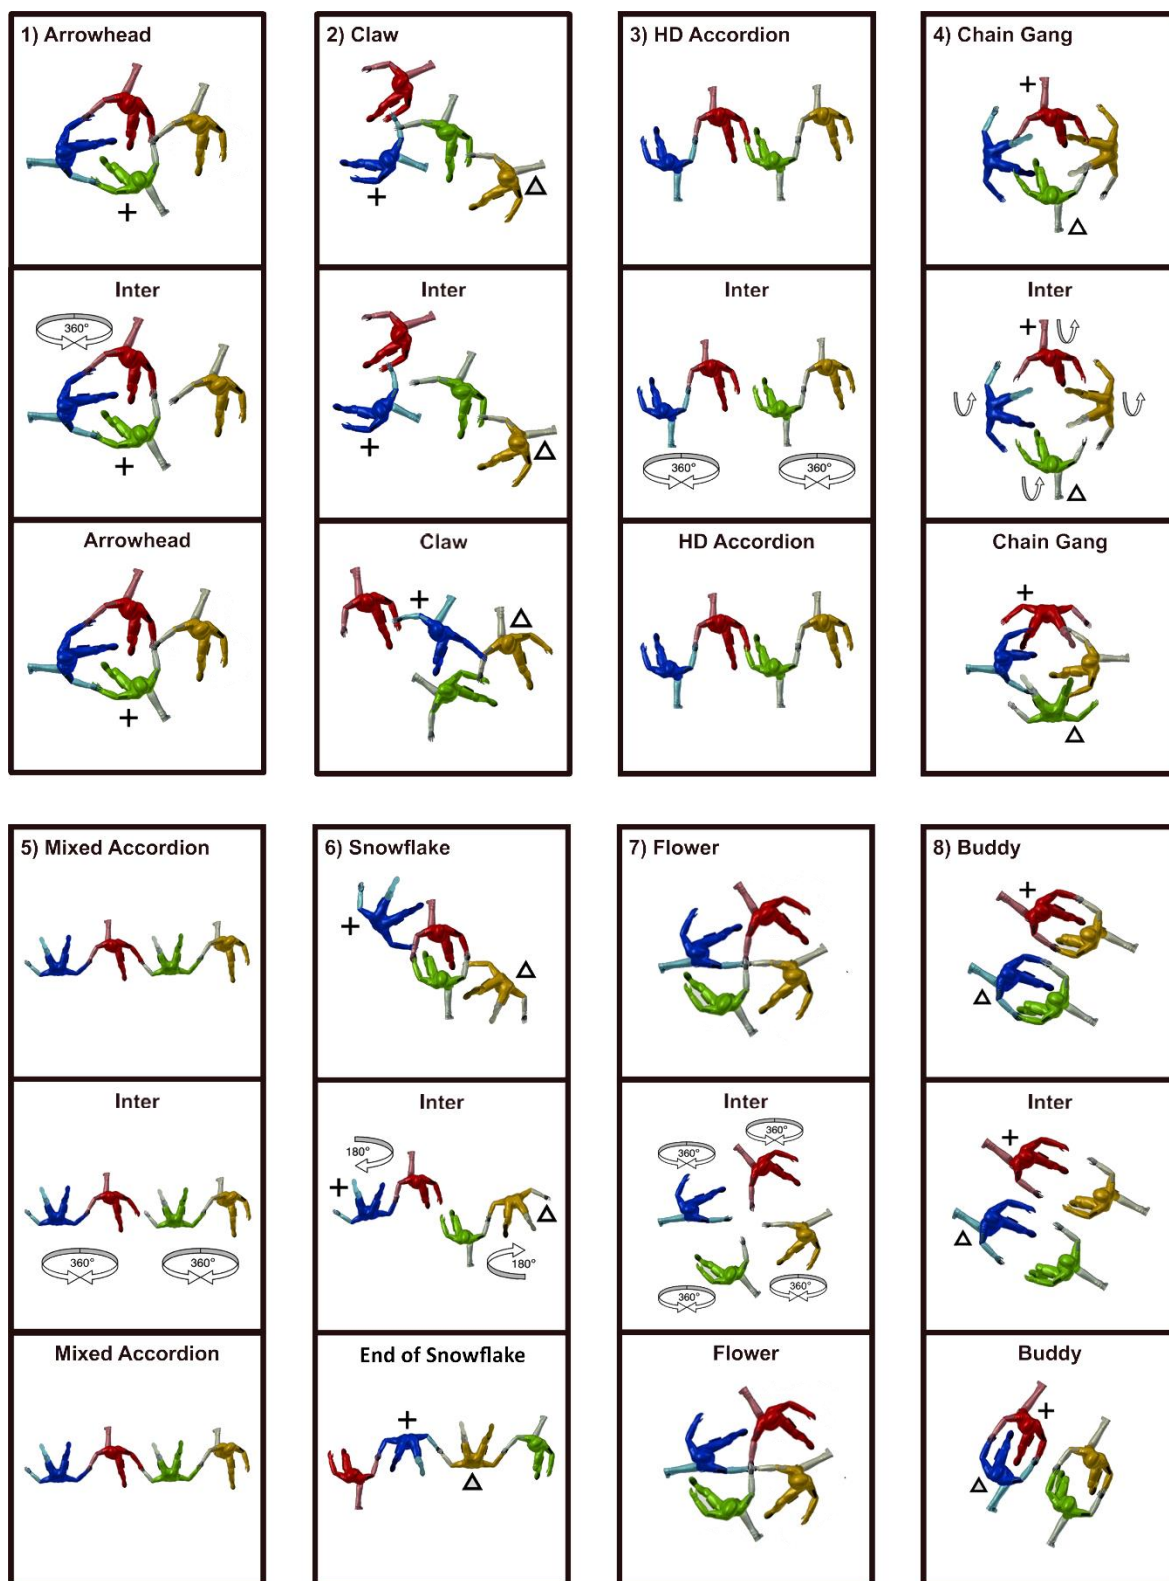 1) Arrowhead
2) Claw
3) HD Accordion
4) Chain Gang
+
Δ
+
Δ
+
Inter
Inter
Inter
Inter
360°
+
+
Δ
360°
360°
+
Δ
Arrowhead
Claw
HD Accordion
Chain Gang
+
+
Δ
+
Δ
5) Mixed Accordion
6) Snowflake
7) Flower
8) Buddy
+
Δ
+
Δ
Inter
Inter
Inter
Inter
360°
360°
180°
+
Δ
180°
360°
360°
360°
360°
+
Δ
Mixed Accordion
End of Snowflake
Flower
Buddy
+
Δ
+
Δ